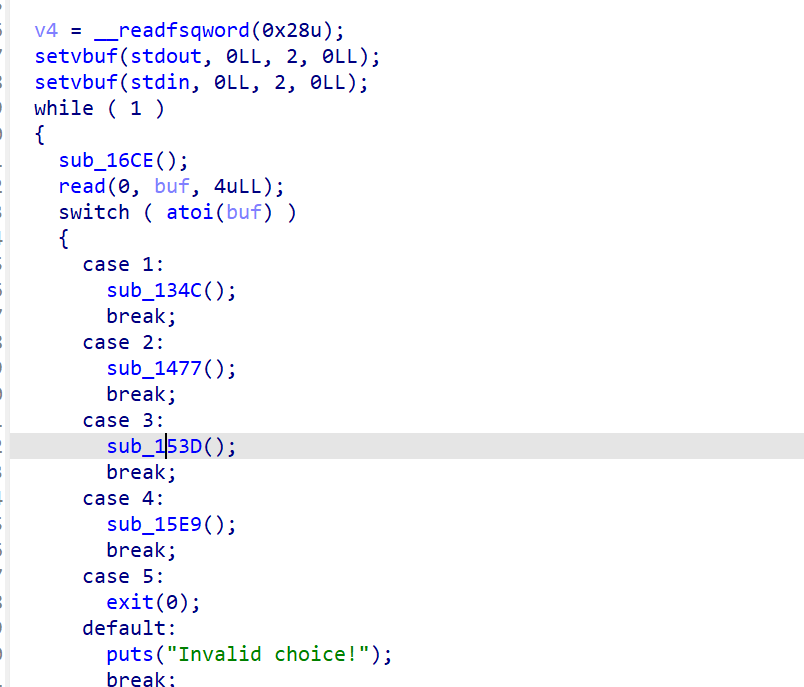 v4 = __readfsqword(0x28u);
setvbuf(stdout, 0LL, 2, 0LL);
setvbuf(stdin, 0LL, 2, 0LL);
while ( 1 )
{
sub_16CE();
read(0, buf, 4uLL);
switch ( atoi(buf) )
{
case 1:
sub_134C();
break;
case 2:
sub_1477();
break;
case 3:
sub_153D();
break;
case 4:
sub_15E9();
break;
case 5:
exit(0);
default:
puts("Invalid choice!");
break;